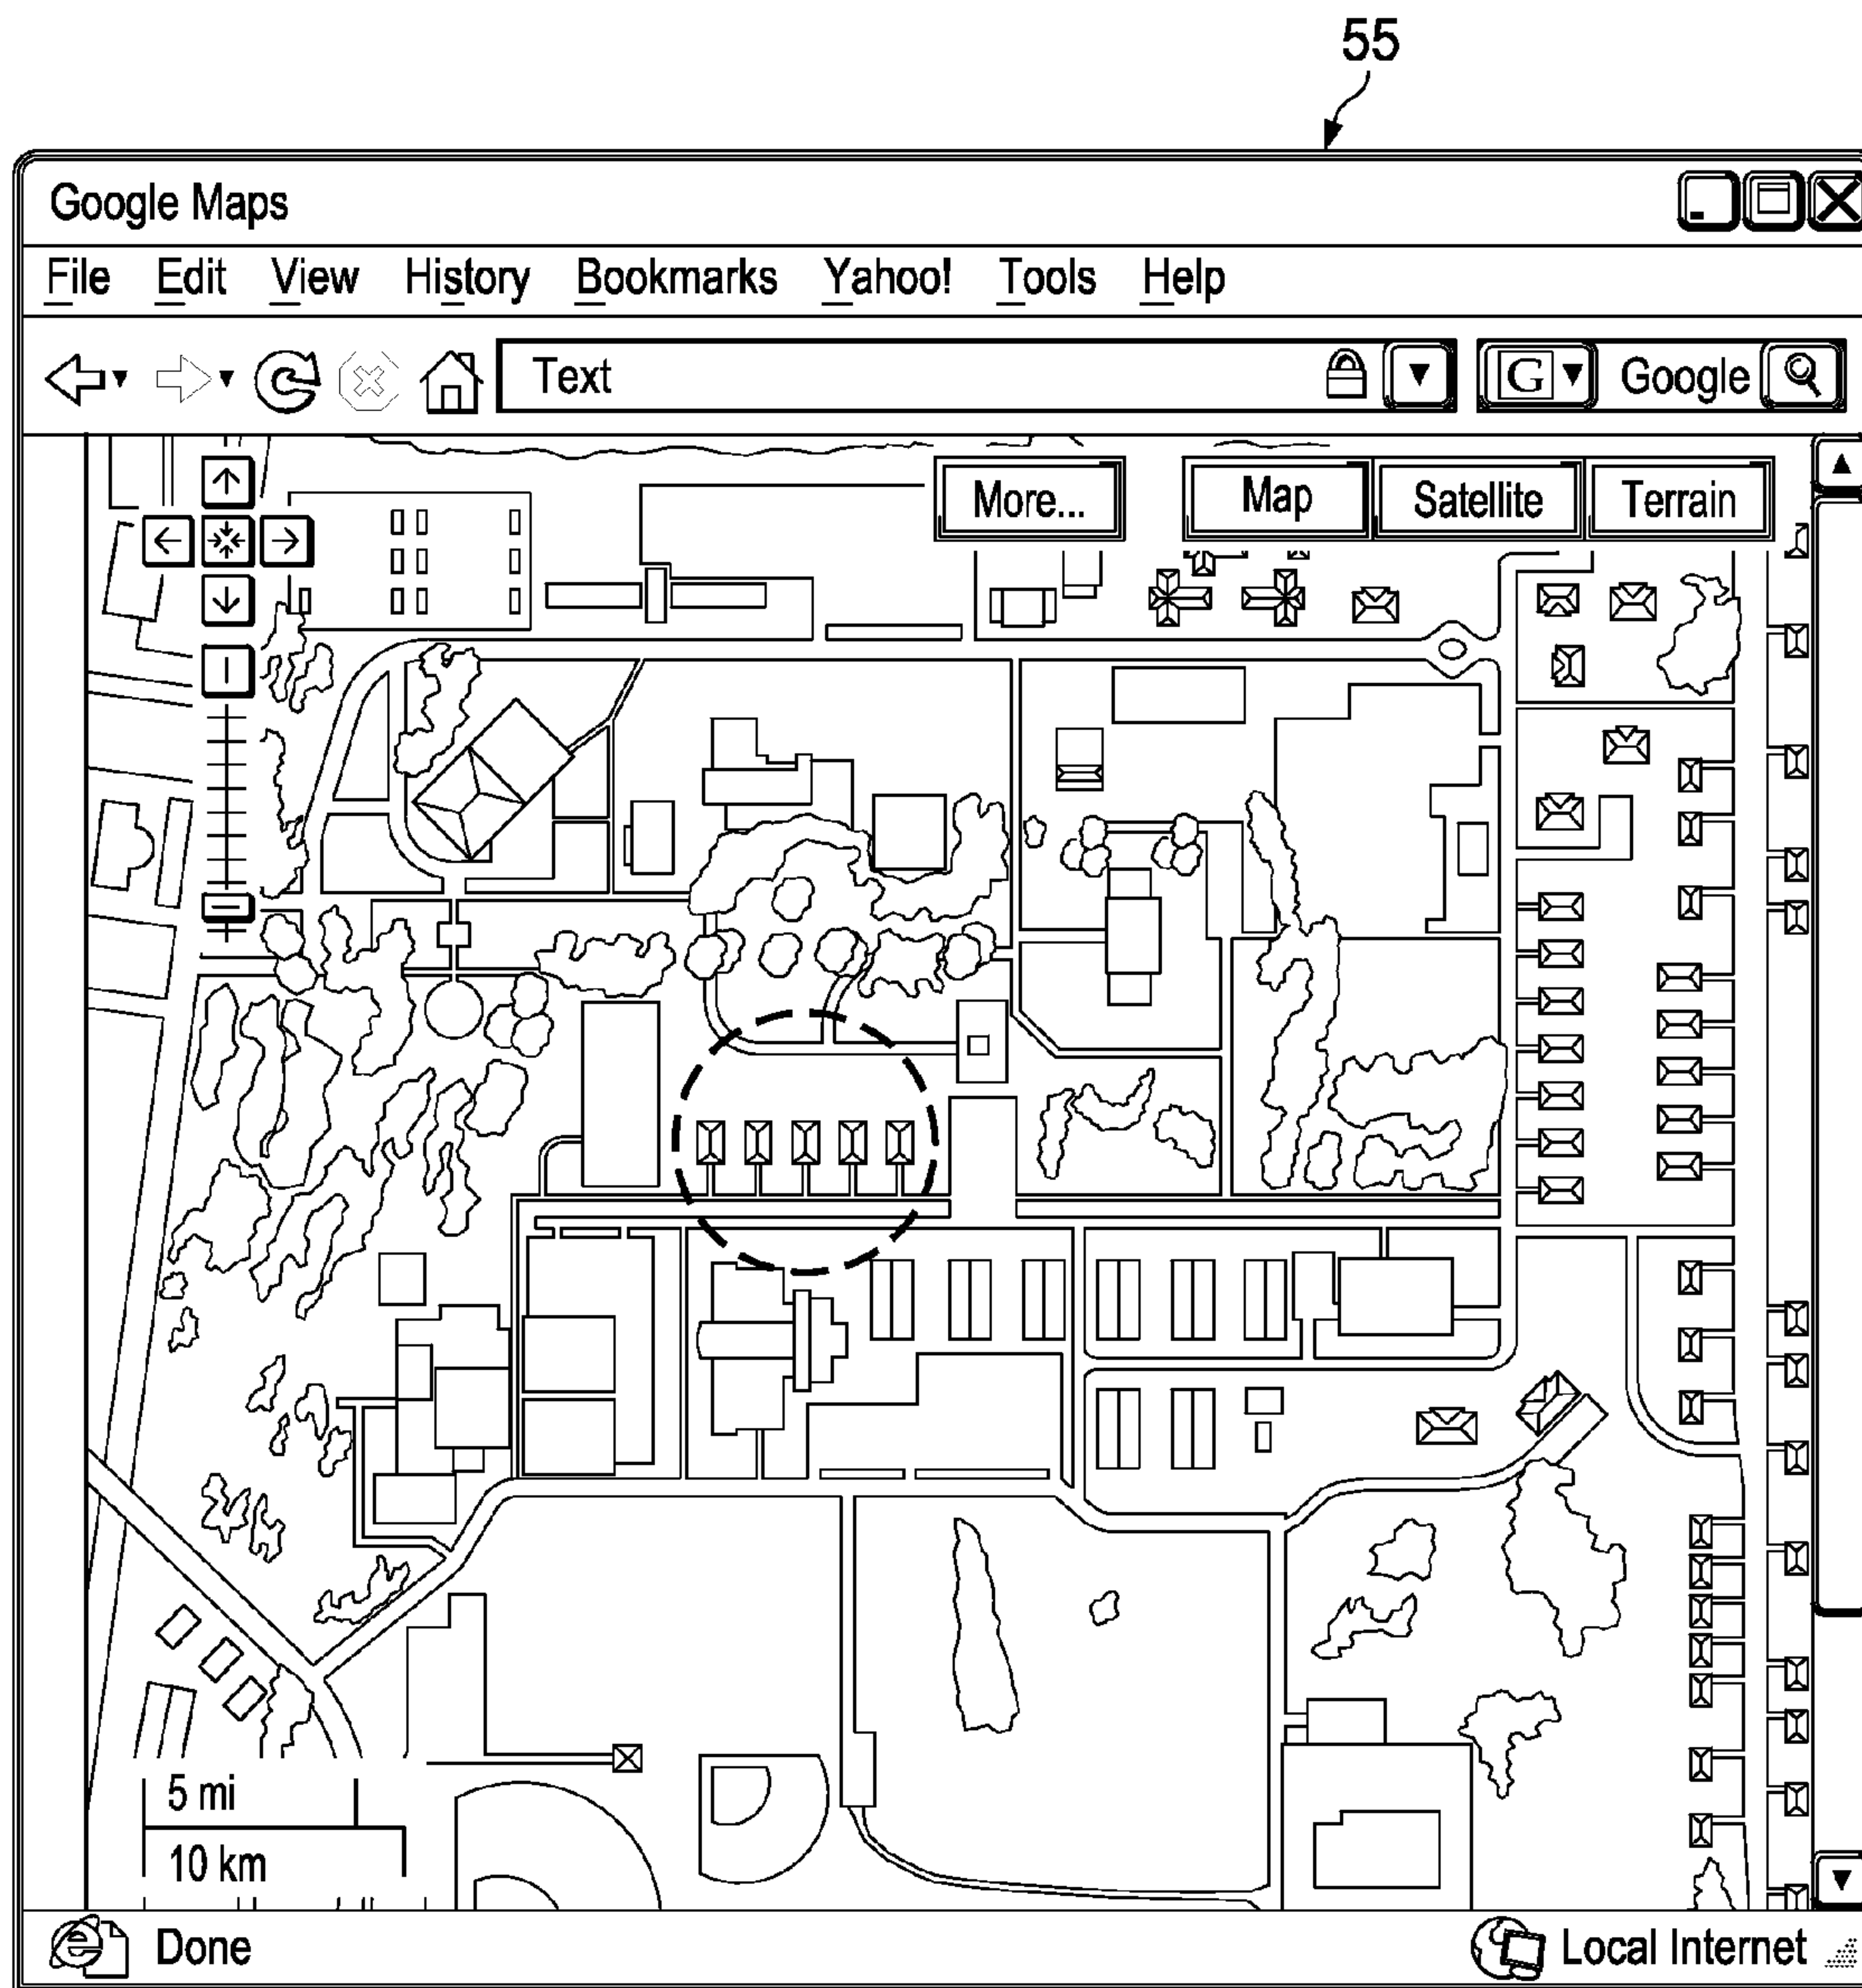 55
Google Maps
File Edit View History Bookmarks Yahoo! Tools Help
Text G Google
More... Map Satellite Terrain
5 mi
10 km
Done Local Internet